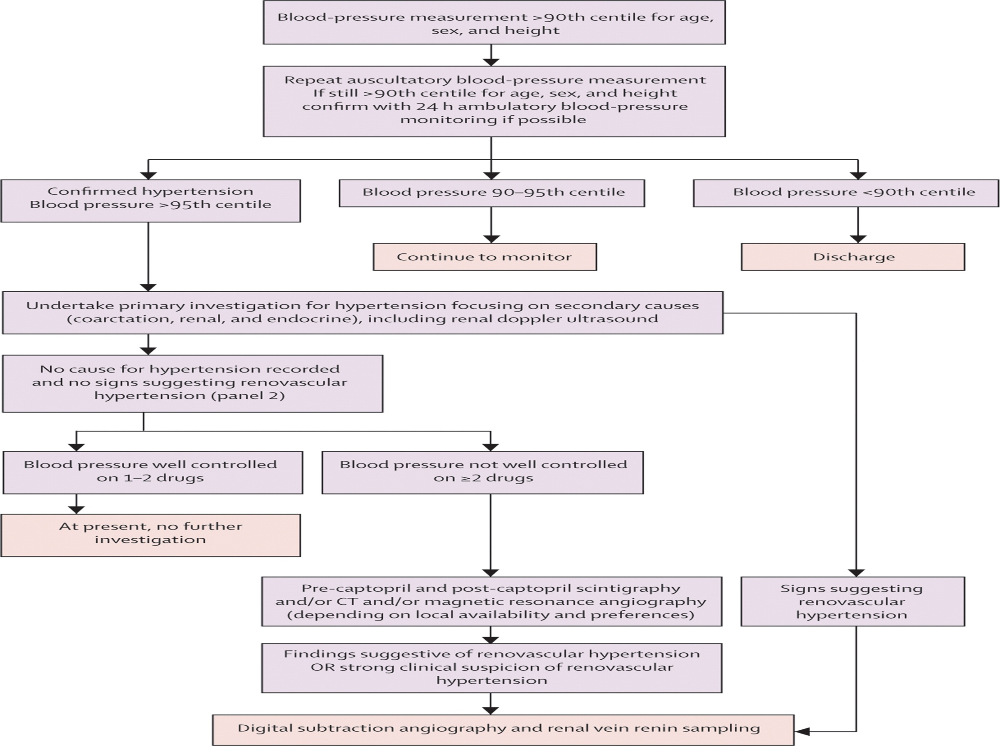 Blood-pressure measurement >90th centile for age,
sex, and height
Repeat auscultatory blood-pressure measurement
If still >90th centile for age, sex, and height
confirm with 24 h ambulatory blood-pressure
monitoring if possible
Confirmed hypertension
Blood pressure >95th centile
Blood pressure 90–95th centile
Blood pressure <90th centile
Continue to monitor
Discharge
Undertake primary investigation for hypertension focusing on secondary causes
(coarctation, renal, and endocrine), including renal doppler ultrasound
No cause for hypertension recorded
and no signs suggesting renovascular
hypertension (panel 2)
Blood pressure well controlled
on 1–2 drugs
Blood pressure not well controlled
on ≥2 drugs
At present, no further
investigation
Pre-captopril and post-captopril scintigraphy
and/or CT and/or magnetic resonance angiography
(depending on local availability and preferences)
Signs suggesting
renovascular
hypertension
Findings suggestive of renovascular hypertension
OR strong clinical suspicion of renovascular
hypertension
Digital subtraction angiography and renal vein renin sampling